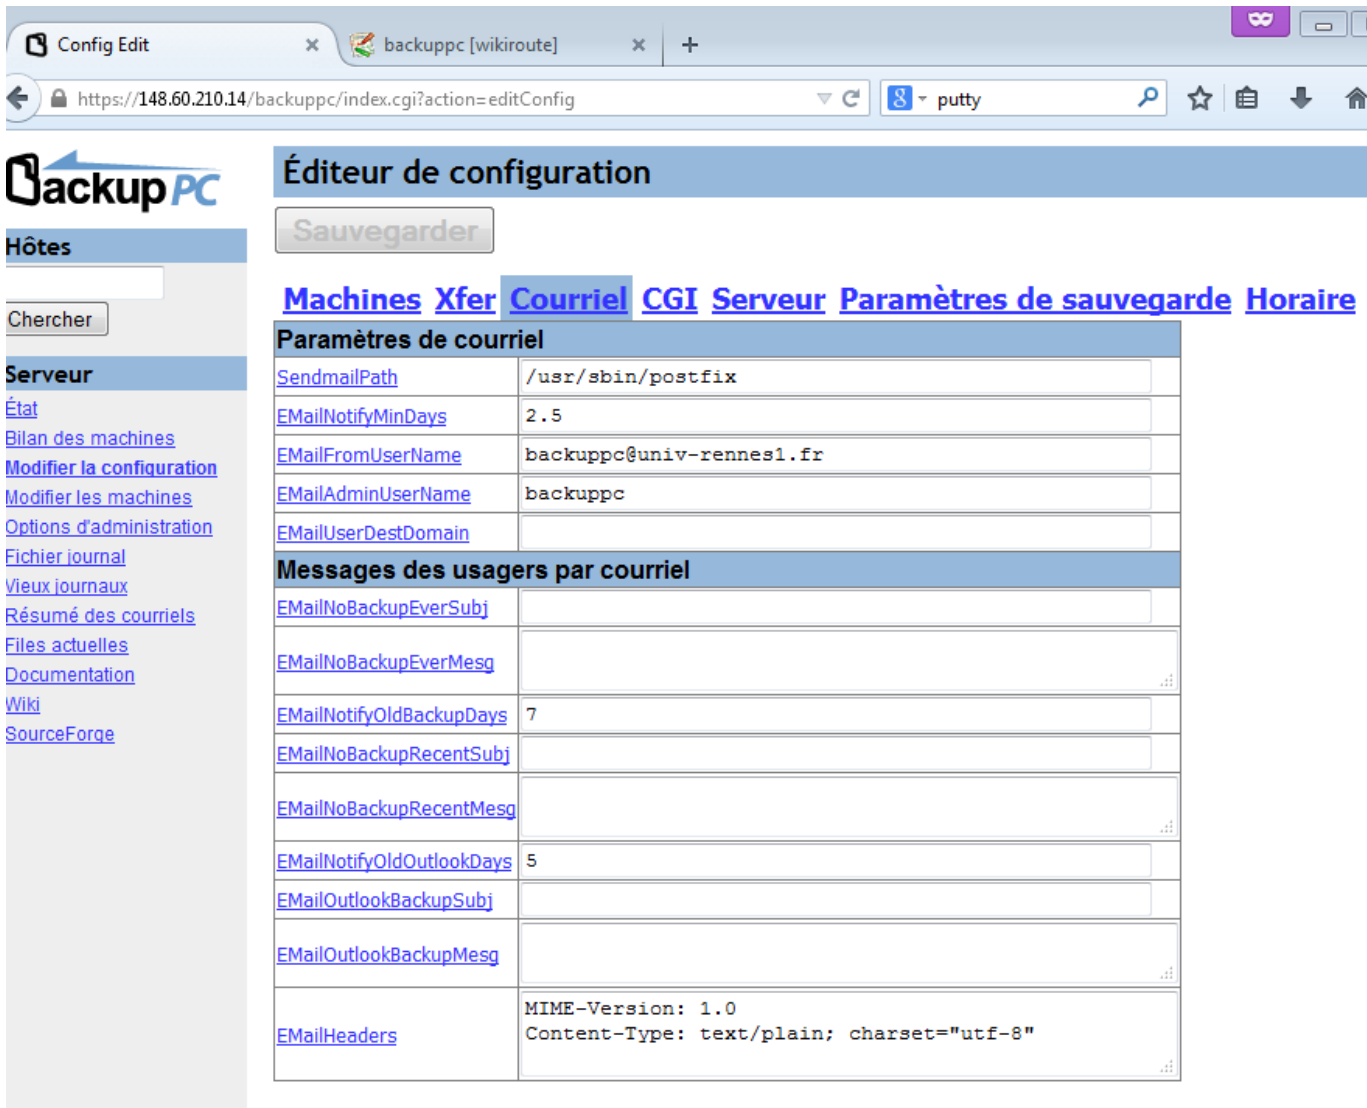 Config Edit
backuppc [wikiroute]
https://148.60.210.14/backuppc/index.cgi?action=editConfig
putty
BackupPC
Hôtes
Chercher
Serveur
État
Bilan des machines
Modifier la configuration
Modifier les machines
Options d'administration
Fichier journal
Vieux journaux
Résumé des courriels
Files actuelles
Documentation
Wiki
SourceForge
Éditeur de configuration
Sauvegarder
Machines Xfer Courriel CGI Serveur Paramètres de sauvegarde Horaire
Paramètres de courriel
SendmailPath /usr/sbin/postfix
EMailNotifyMinDays 2.5
EMailFromUserName backuppc@univ-rennes1.fr
EMailAdminUserName backuppc
EMailUserDestDomain
Messages des usagers par courriel
EMailNoBackupEverSubj
EMailNoBackupEverMesg
EMailNotifyOldBackupDays 7
EMailNoBackupRecentSubj
EMailNoBackupRecentMesg
EMailNotifyOldOutlookDays 5
EMailOutlookBackupSubj
EMailOutlookBackupMesg
EMailHeaders
MIME-Version: 1.0
Content-Type: text/plain; charset="utf-8"